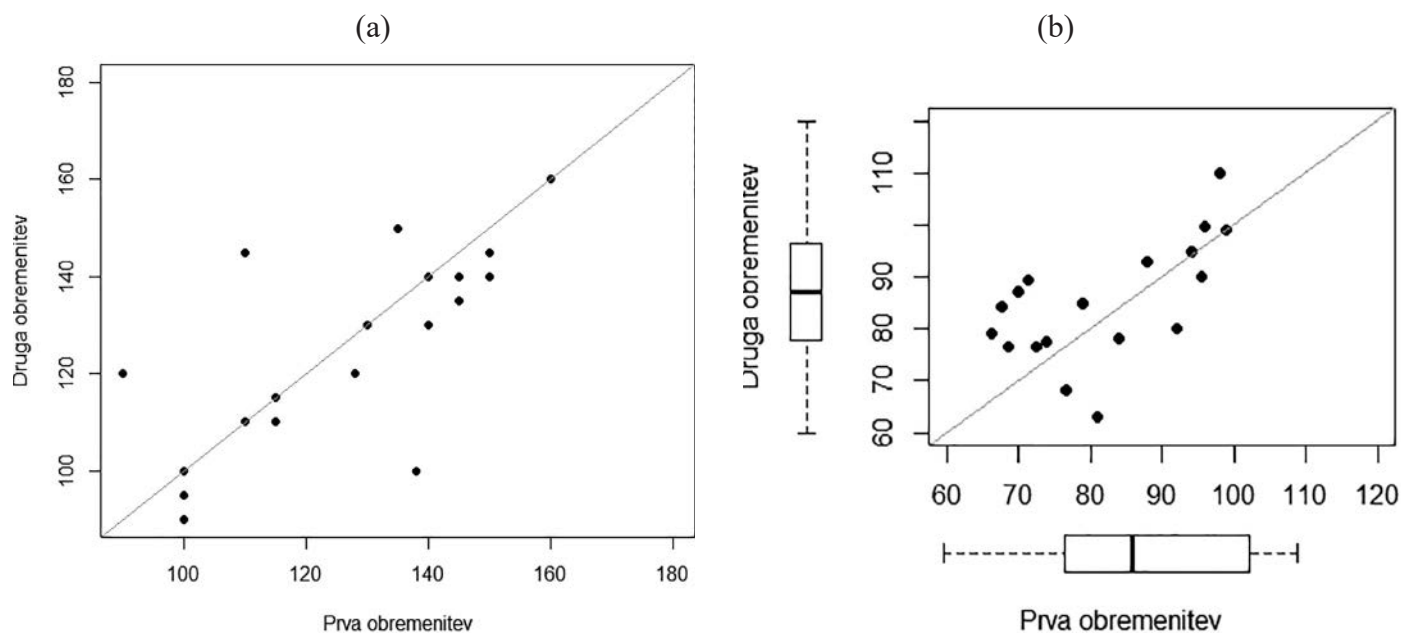 (a)
Druga obremenitev
180
160
140
120
100
100 120 140 160 180
Prva obremenitev
(b)
Druga obremenitev
110
90
80
70
60
60 70 80 90 100 110 120
Prva obremenitev